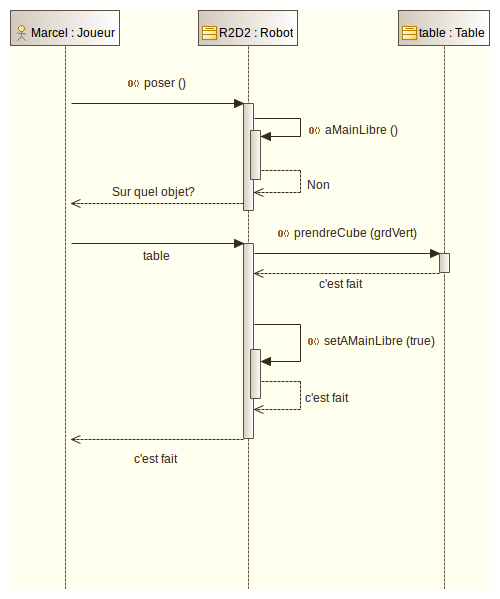 Marcel : Joueur
R2D2 : Robot
table : Table
poser ()
aMainLibre ()
Non
Sur quel objet?
prendreCube (grdVert)
table
c'est fait
setAMainLibre (true)
c'est fait
c'est fait